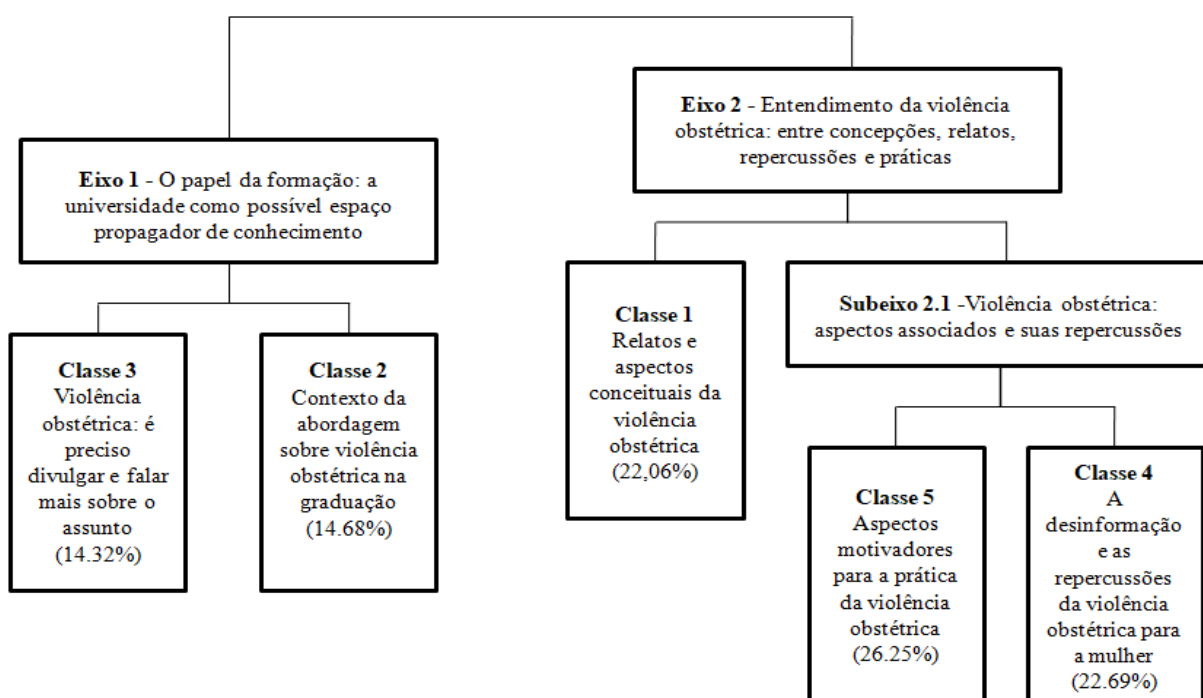 Eixo 2 - Entendimento da violência
obstétrica: entre concepções, relatos,
repercussões e práticas
Eixo 1 - O papel da formação: a
universidade como possível espaço
propagador de conhecimento
Classe 3
Violência
obstétrica: é
preciso
divulgar e falar
mais sobre o
assunto
(14.32%)
Classe 2
Contexto da
abordagem
sobre violência
obstétrica na
graduação
(14.68%)
Classe 1
Relatos e
aspectos
conceituais da
violência
obstétrica
(22,06%)
Subeixo 2.1 -Violência obstétrica:
aspectos associados e suas repercussões
Classe 5
Aspectos
motivadores
para a prática
da violência
obstétrica
(26.25%)
Classe 4
A
desinformação
e as
repercussões
da violência
obstétrica para
a mulher
(22.69%)